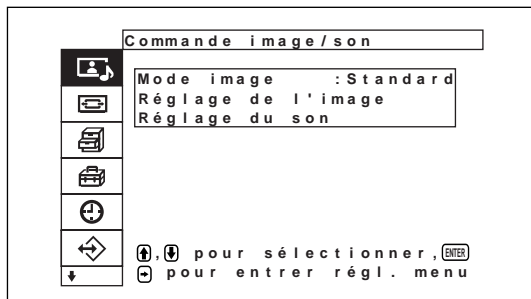 Commande image/son
Mode image :Standard
Réglage de l'image
Réglage du son
, pour sélectionner, ENTER
pour entrer régl. menu